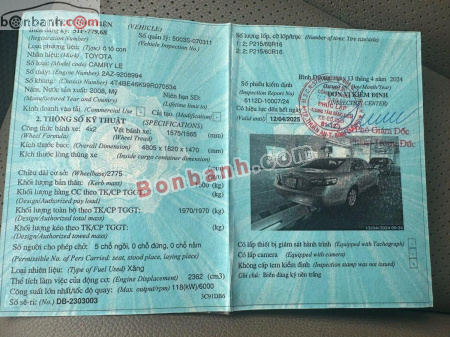 Bonbanh.com
51F-779.68
(VEHICLE)
(Registration Number)
Số quản lý: 5003S-070311
(Vehicle Inspection No.)
Loại phương tiện: (Type) ô tô con
Nhãn hiệu: (Mark) TOYOTA
Số loại: (Model code) CAMRY LE
Số máy: (Engine Number) 2AZ-9208994
Số khung: (Chassis Number) 4T4BE46K99R070534
Năm, Nước sản xuất: 2008, Mỹ
Niên hạn SD:
(Manufactured Year and Country)
(Lifetime limit to)
Kinh doanh vận tải: (Commercial Use)
Cải tạo: (Modification)
2. THÔNG SỐ KỸ THUẬT
(SPECIFICATIONS)
Công thức bánh xe: 4x2
Vết bánh xe: 1575/1565 (mm)
(Wheel Formula)
(Wheel Tread)
Kích thước bao: (Overall Dimension) 4805 x 1820 x 1470 (mm)
Kích thước lòng thùng xe:
(Inside cargo container dimension)
Chiều dài cơ sở: (Wheelbase) 2775
Khối lượng bản thân: (Kerb mass)
Khối lượng hàng CC theo TK/CP TGGT:
(Design/Authorized pay load)
Khối lượng toàn bộ theo TK/CP TGGT: 1970/1970 (kg)
(Design/Authorized total mass)
Khối lượng kéo theo TK/CP TGGT:
(Design/Authorized towed mass)
Số người cho phép chở: 5 chỗ ngồi, 0 chỗ đứng, 0 chỗ nằm
(Permissible No. of Pers Carried: seat, stood place, laying place)
Loại nhiên liệu: (Type of Fuel Used) Xăng
Thể tích làm việc của động cơ: (Engine Displacement) 2362 (cm3)
Công suất lớn nhất/tốc độ quay: (Max. output/rpm) 118(kW)/6000
Số sê-ri: (No.) DB-2303003
Số lượng lốp, cỡ lốp/trục (Number of tires; Tire size/axle)
1: 2; P215/60R16
2: 2; P215/60R16
Số phiếu kiểm định
(Inspection Report No)
6112D-10007/24
Có hiệu lực đến hết ngày
(Valid until) 12/04/2025
Bình Dương, ngày 13 tháng 4 năm 2024
(Issued on: Day/Month/Year)
ĐƠN VỊ KIỂM ĐỊNH
(INSPECTION CENTER)
Phó Giám Đốc
Bonbanh.com
Có lắp thiết bị giám sát hành trình (Equipped with Tachograph)
Có lắp camera (Equipped with camera)
Không cấp tem kiểm định (Inspection stamp was not issued)
Ghi chú: Biển đăng ký nền trắng